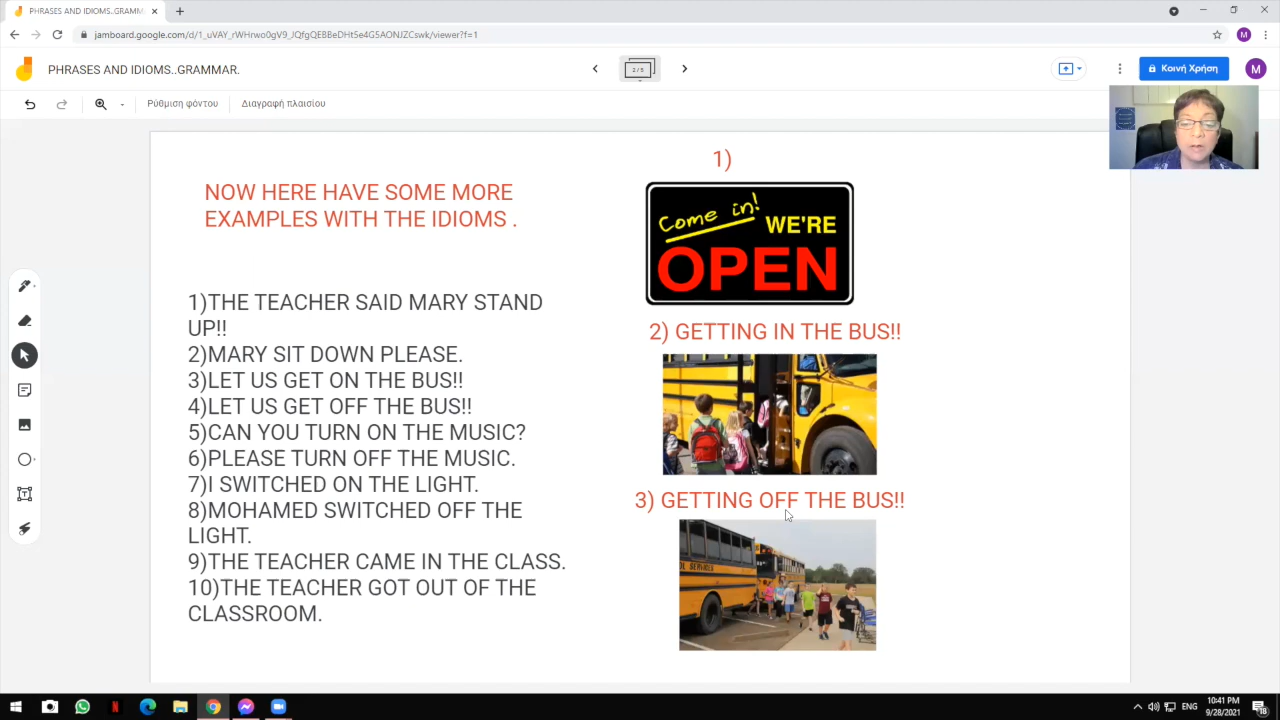 PHRASES AND IDIOMS..GRAMM
jamboard.google.com/d/1_uVAY_rWHrwo0gV9_JQfgQEBBeDHt5e4G5AONJZCswk/viewer?f=1
M
PHRASES AND IDIOMS..GRAMMAR.
2 / 5
Κοινή Χρήση
M
Ρύθμιση φόντου
Διαγραφή πλαισίου
NOW HERE HAVE SOME MORE
EXAMPLES WITH THE IDIOMS .
1)THE TEACHER SAID MARY STAND
UP!!
2)MARY SIT DOWN PLEASE.
3)LET US GET ON THE BUS!!
4)LET US GET OFF THE BUS!!
5)CAN YOU TURN ON THE MUSIC?
6)PLEASE TURN OFF THE MUSIC.
7)I SWITCHED ON THE LIGHT.
8)MOHAMED SWITCHED OFF THE
LIGHT.
9)THE TEACHER CAME IN THE CLASS.
10)THE TEACHER GOT OUT OF THE
CLASSROOM.
1)
Come in! WE'RE
OPEN
2) GETTING IN THE BUS!!
3) GETTING OFF THE BUS!!
ENG
10:41 PM
9/28/2021
18